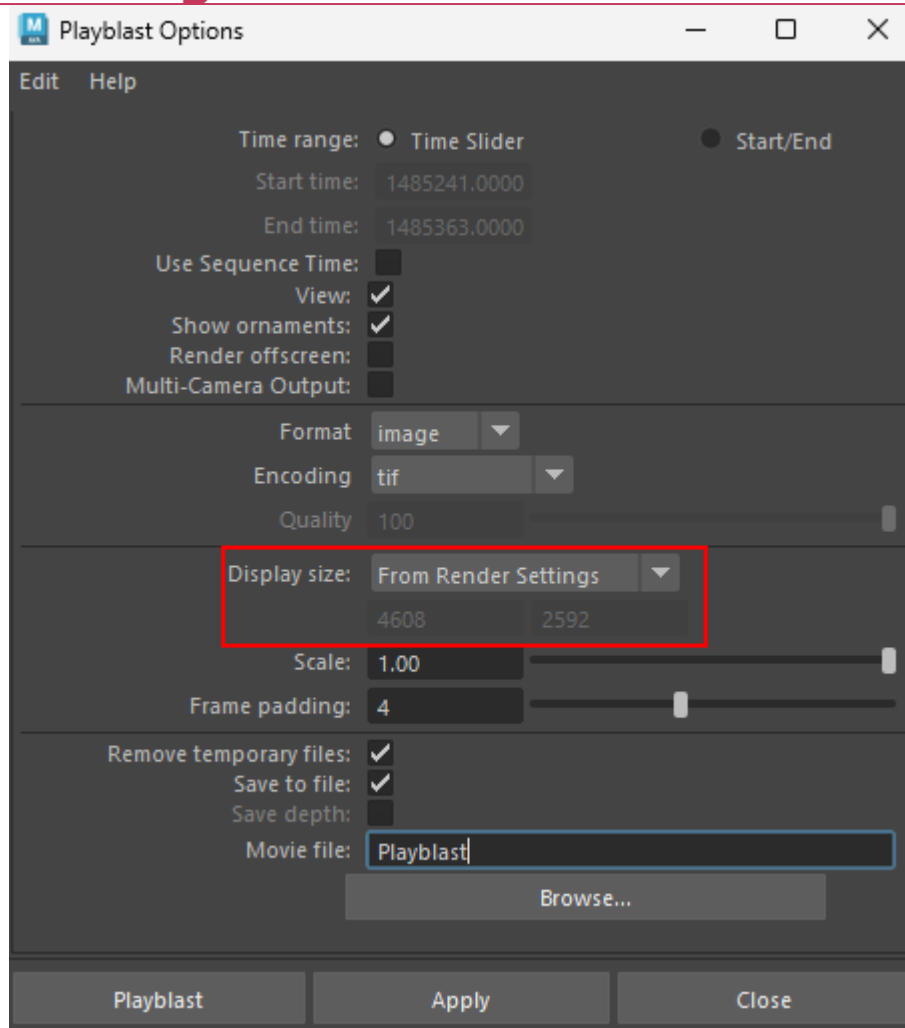 Playblast Options
Edit Help
Time range: Time Slider Start/End
Start time: 1485241.0000
End time: 1485363.0000
Use Sequence Time:
View:
Show ornaments:
Render offscreen:
Multi-Camera Output:
Format image
Encoding tif
Quality 100
Display size: From Render Settings
4608 2592
Scale: 1.00
Frame padding: 4
Remove temporary files:
Save to file:
Save depth:
Movie file: Playblast
Browse...
Playblast Apply Close